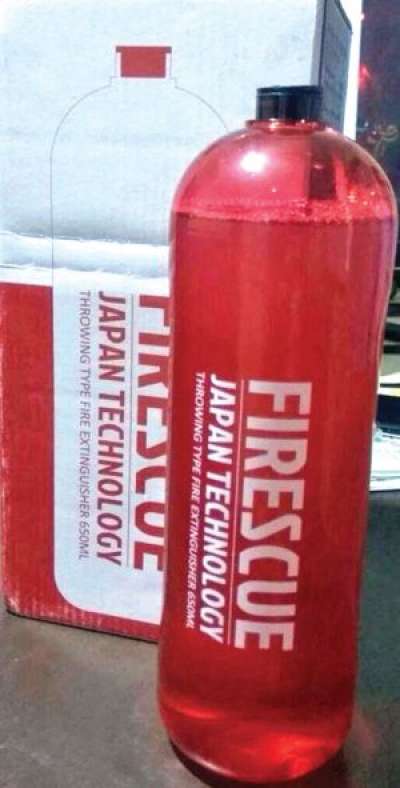 FIRESCUE
JAPAN TECHNOLOGY
THROWING TYPE FIRE EXTINGUISHER 650ML
FIRESCUE
JAPAN TECHNOLOGY
THROWING TYPE FIRE EXTINGUISHER 650ML